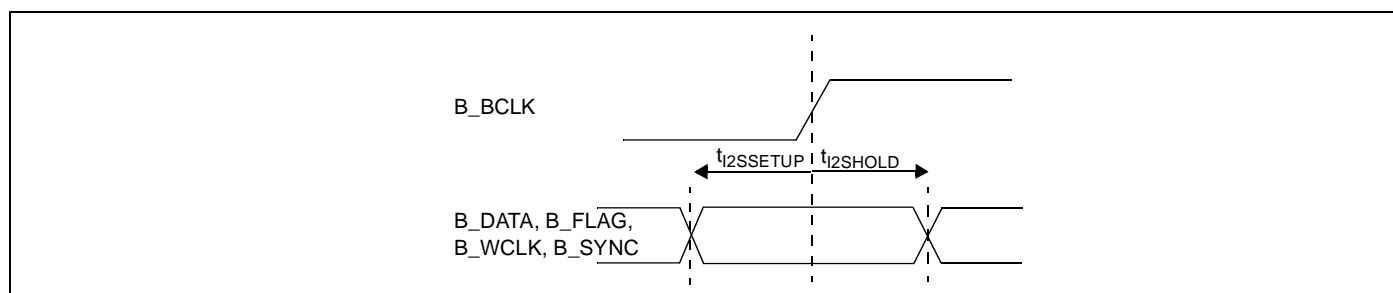 B_BCLK
tI2SSETUP tI2SHOLD
B_DATA, B_FLAG,
B_WCLK, B_SYNC